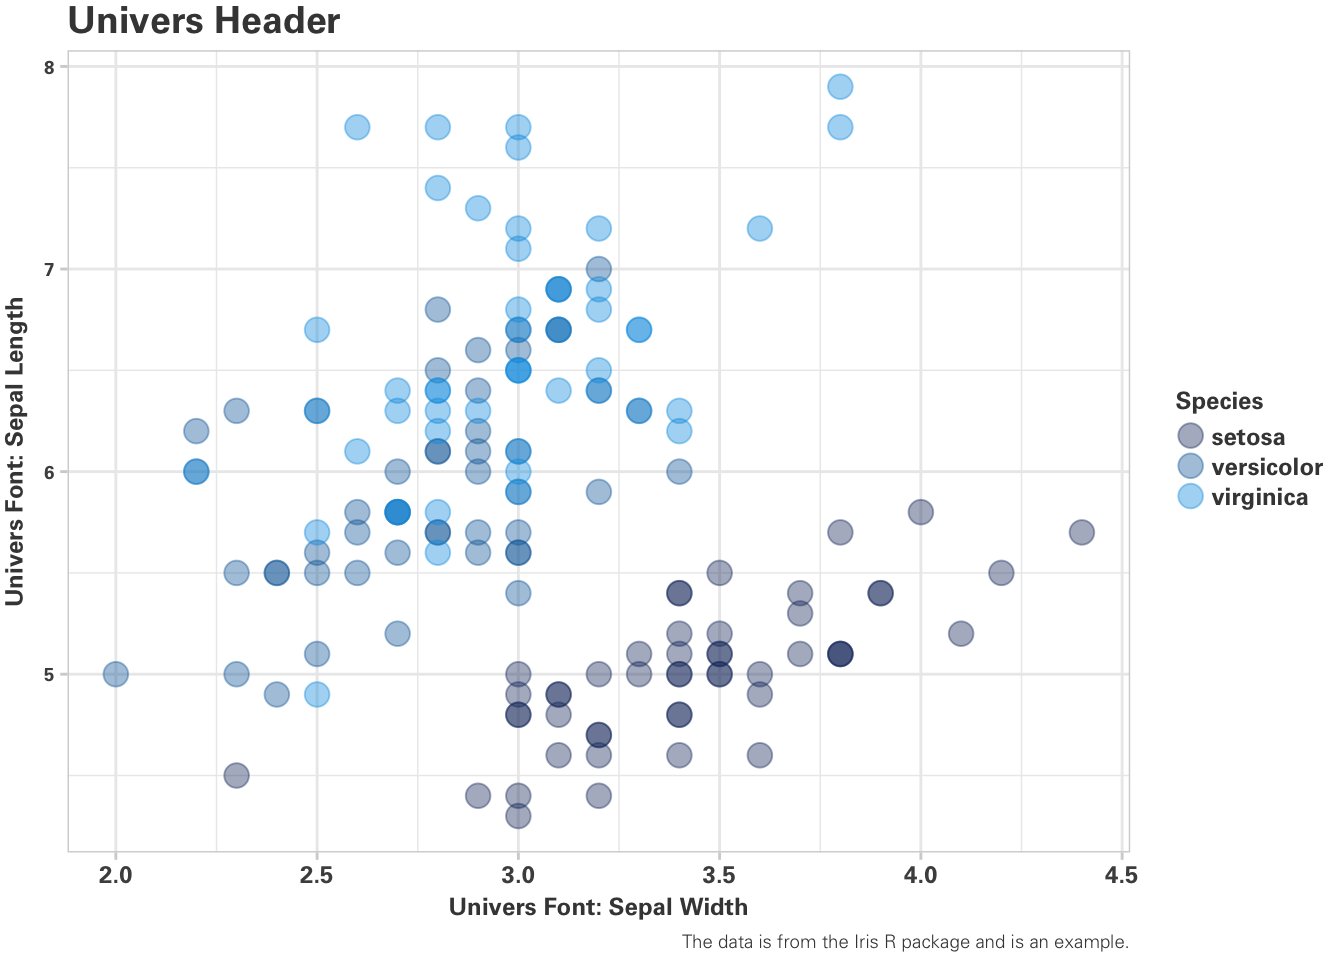 Univers Header
8
7
6
5
Univers Font: Sepal Length
2.0 2.5 3.0 3.5 4.0 4.5
Univers Font: Sepal Width
Species
setosa
versicolor
virginica
The data is from the Iris R package and is an example.